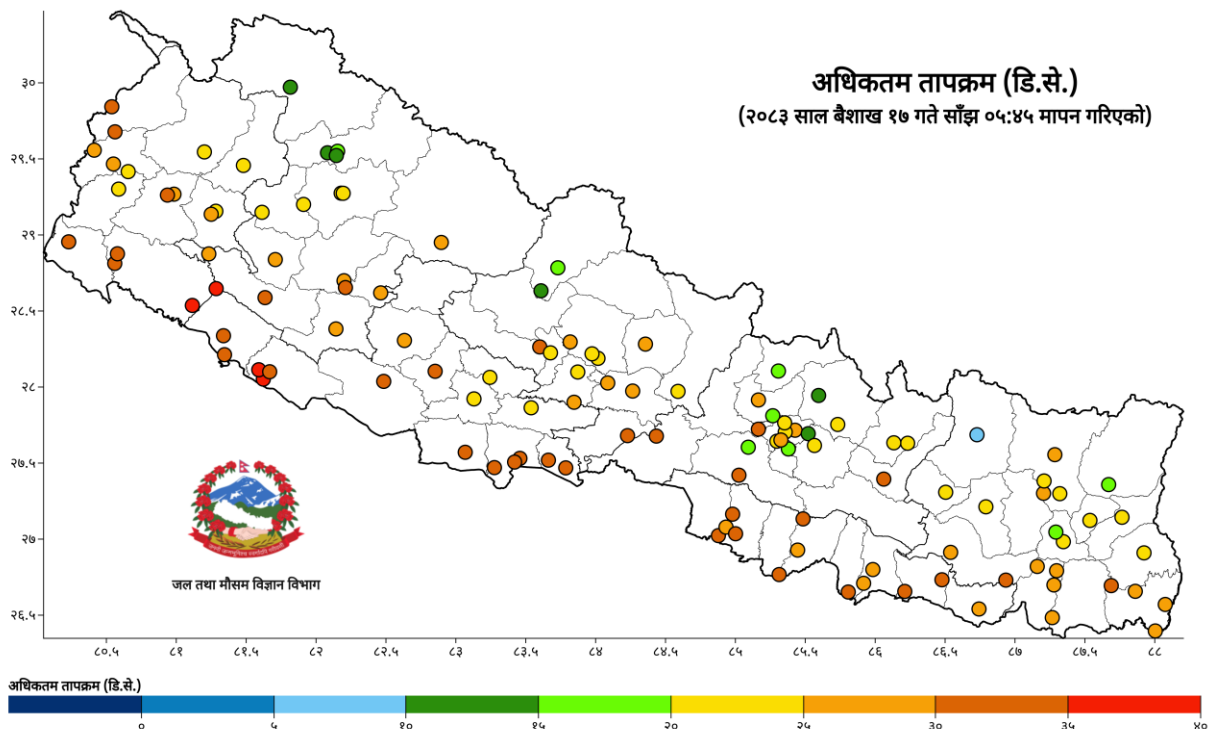 अधिकतम तापक्रम (डि.से.)
(२०८३ साल बैशाख १७ गते साँझ ०५:४५ मापन गरिएको)
३०
२९.५
२९
२८.५
२८
२७.५
२७
२६.५
जल तथा मौसम विज्ञान विभाग
८०.५ ८१ ८१.५ ८२ ८२.५ ८३ ८३.५ ८४ ८४.५ ८५ ८५.५ ८६ ८६.५ ८७ ८७.५ ८८
अधिकतम तापक्रम (डि.से.)
० ५ १० १५ २० २५ ३० ३५ ४०